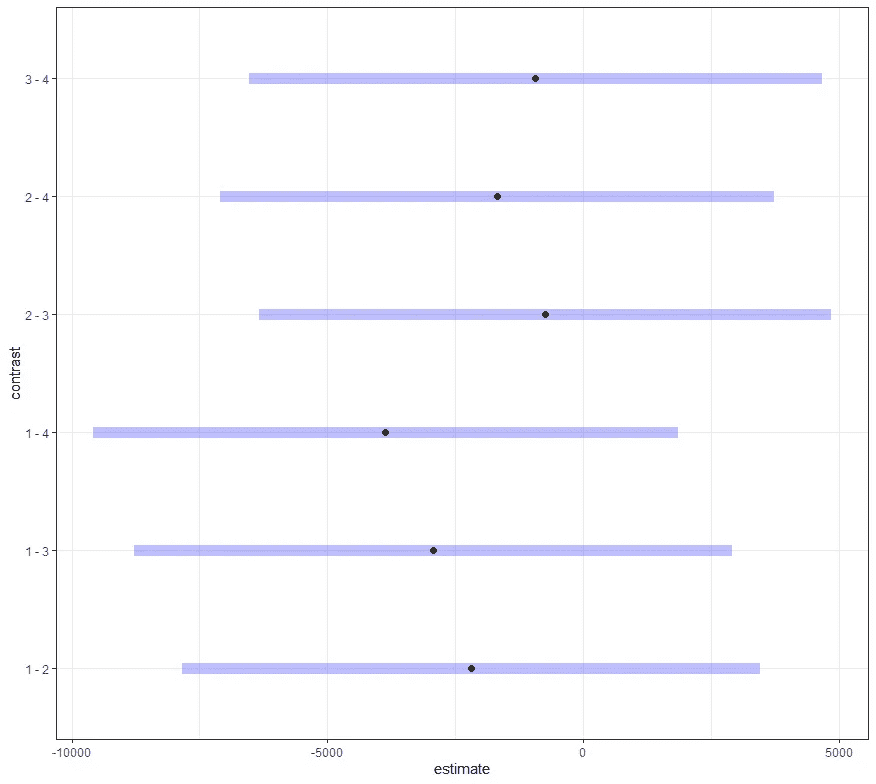 3 - 4
2 - 4
2 - 3
contrast
1 - 4
1 - 3
1 - 2
-10000 -5000 0 5000
estimate